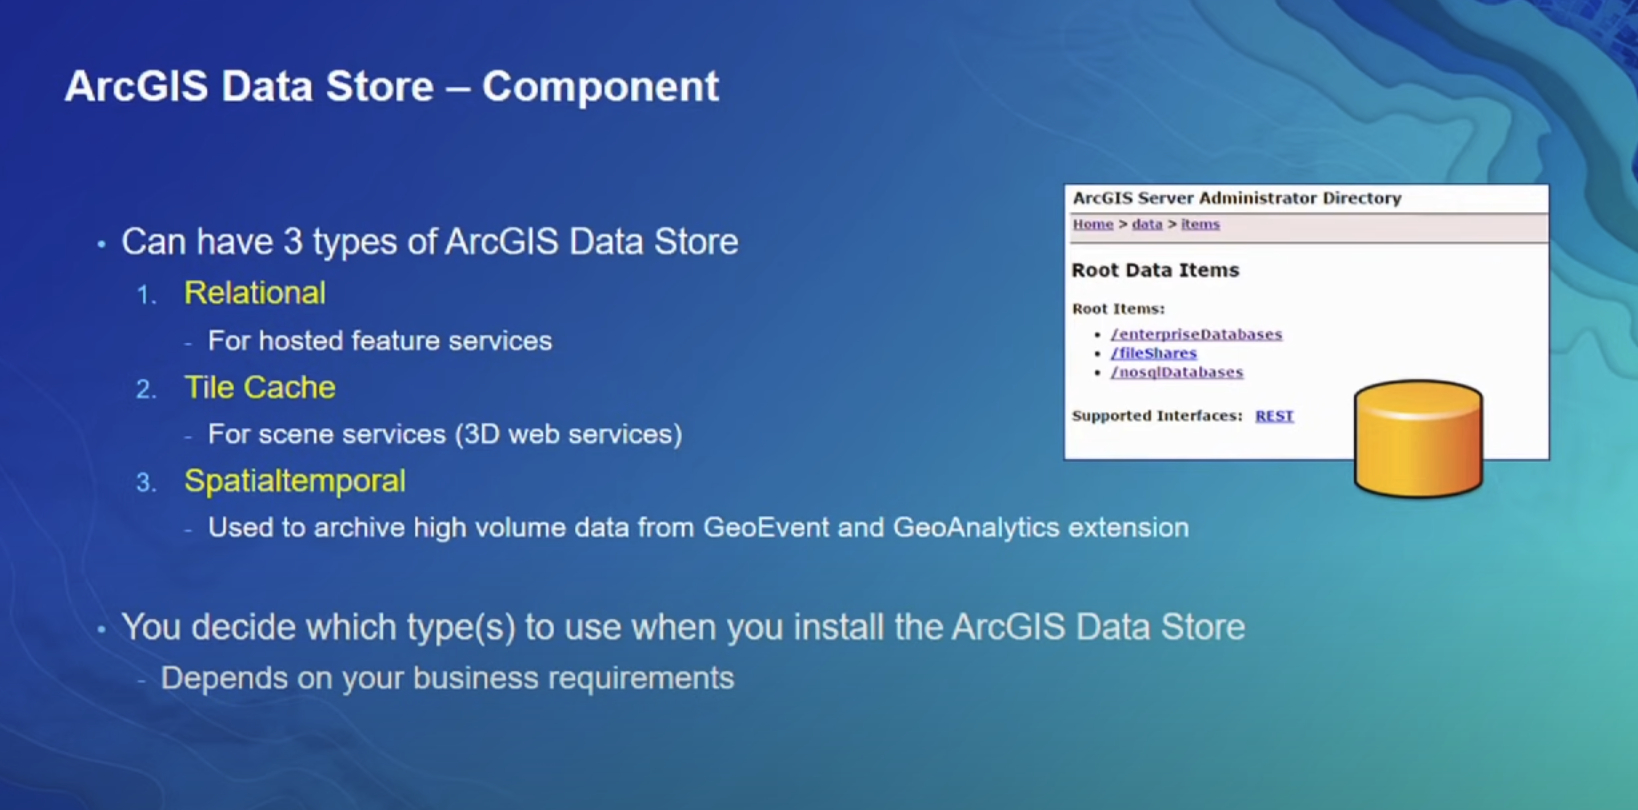 ArcGIS Data Store – Component
• Can have 3 types of ArcGIS Data Store
1. Relational
- For hosted feature services
2. Tile Cache
- For scene services (3D web services)
3. Spatialtemporal
- Used to archive high volume data from GeoEvent and GeoAnalytics extension
• You decide which type(s) to use when you install the ArcGIS Data Store
- Depends on your business requirements
ArcGIS Server Administrator Directory
Home > data > items
Root Data Items
Root Items:
• /enterpriseDatabases
• /fileShares
• /nosqlDatabases
Supported Interfaces: REST